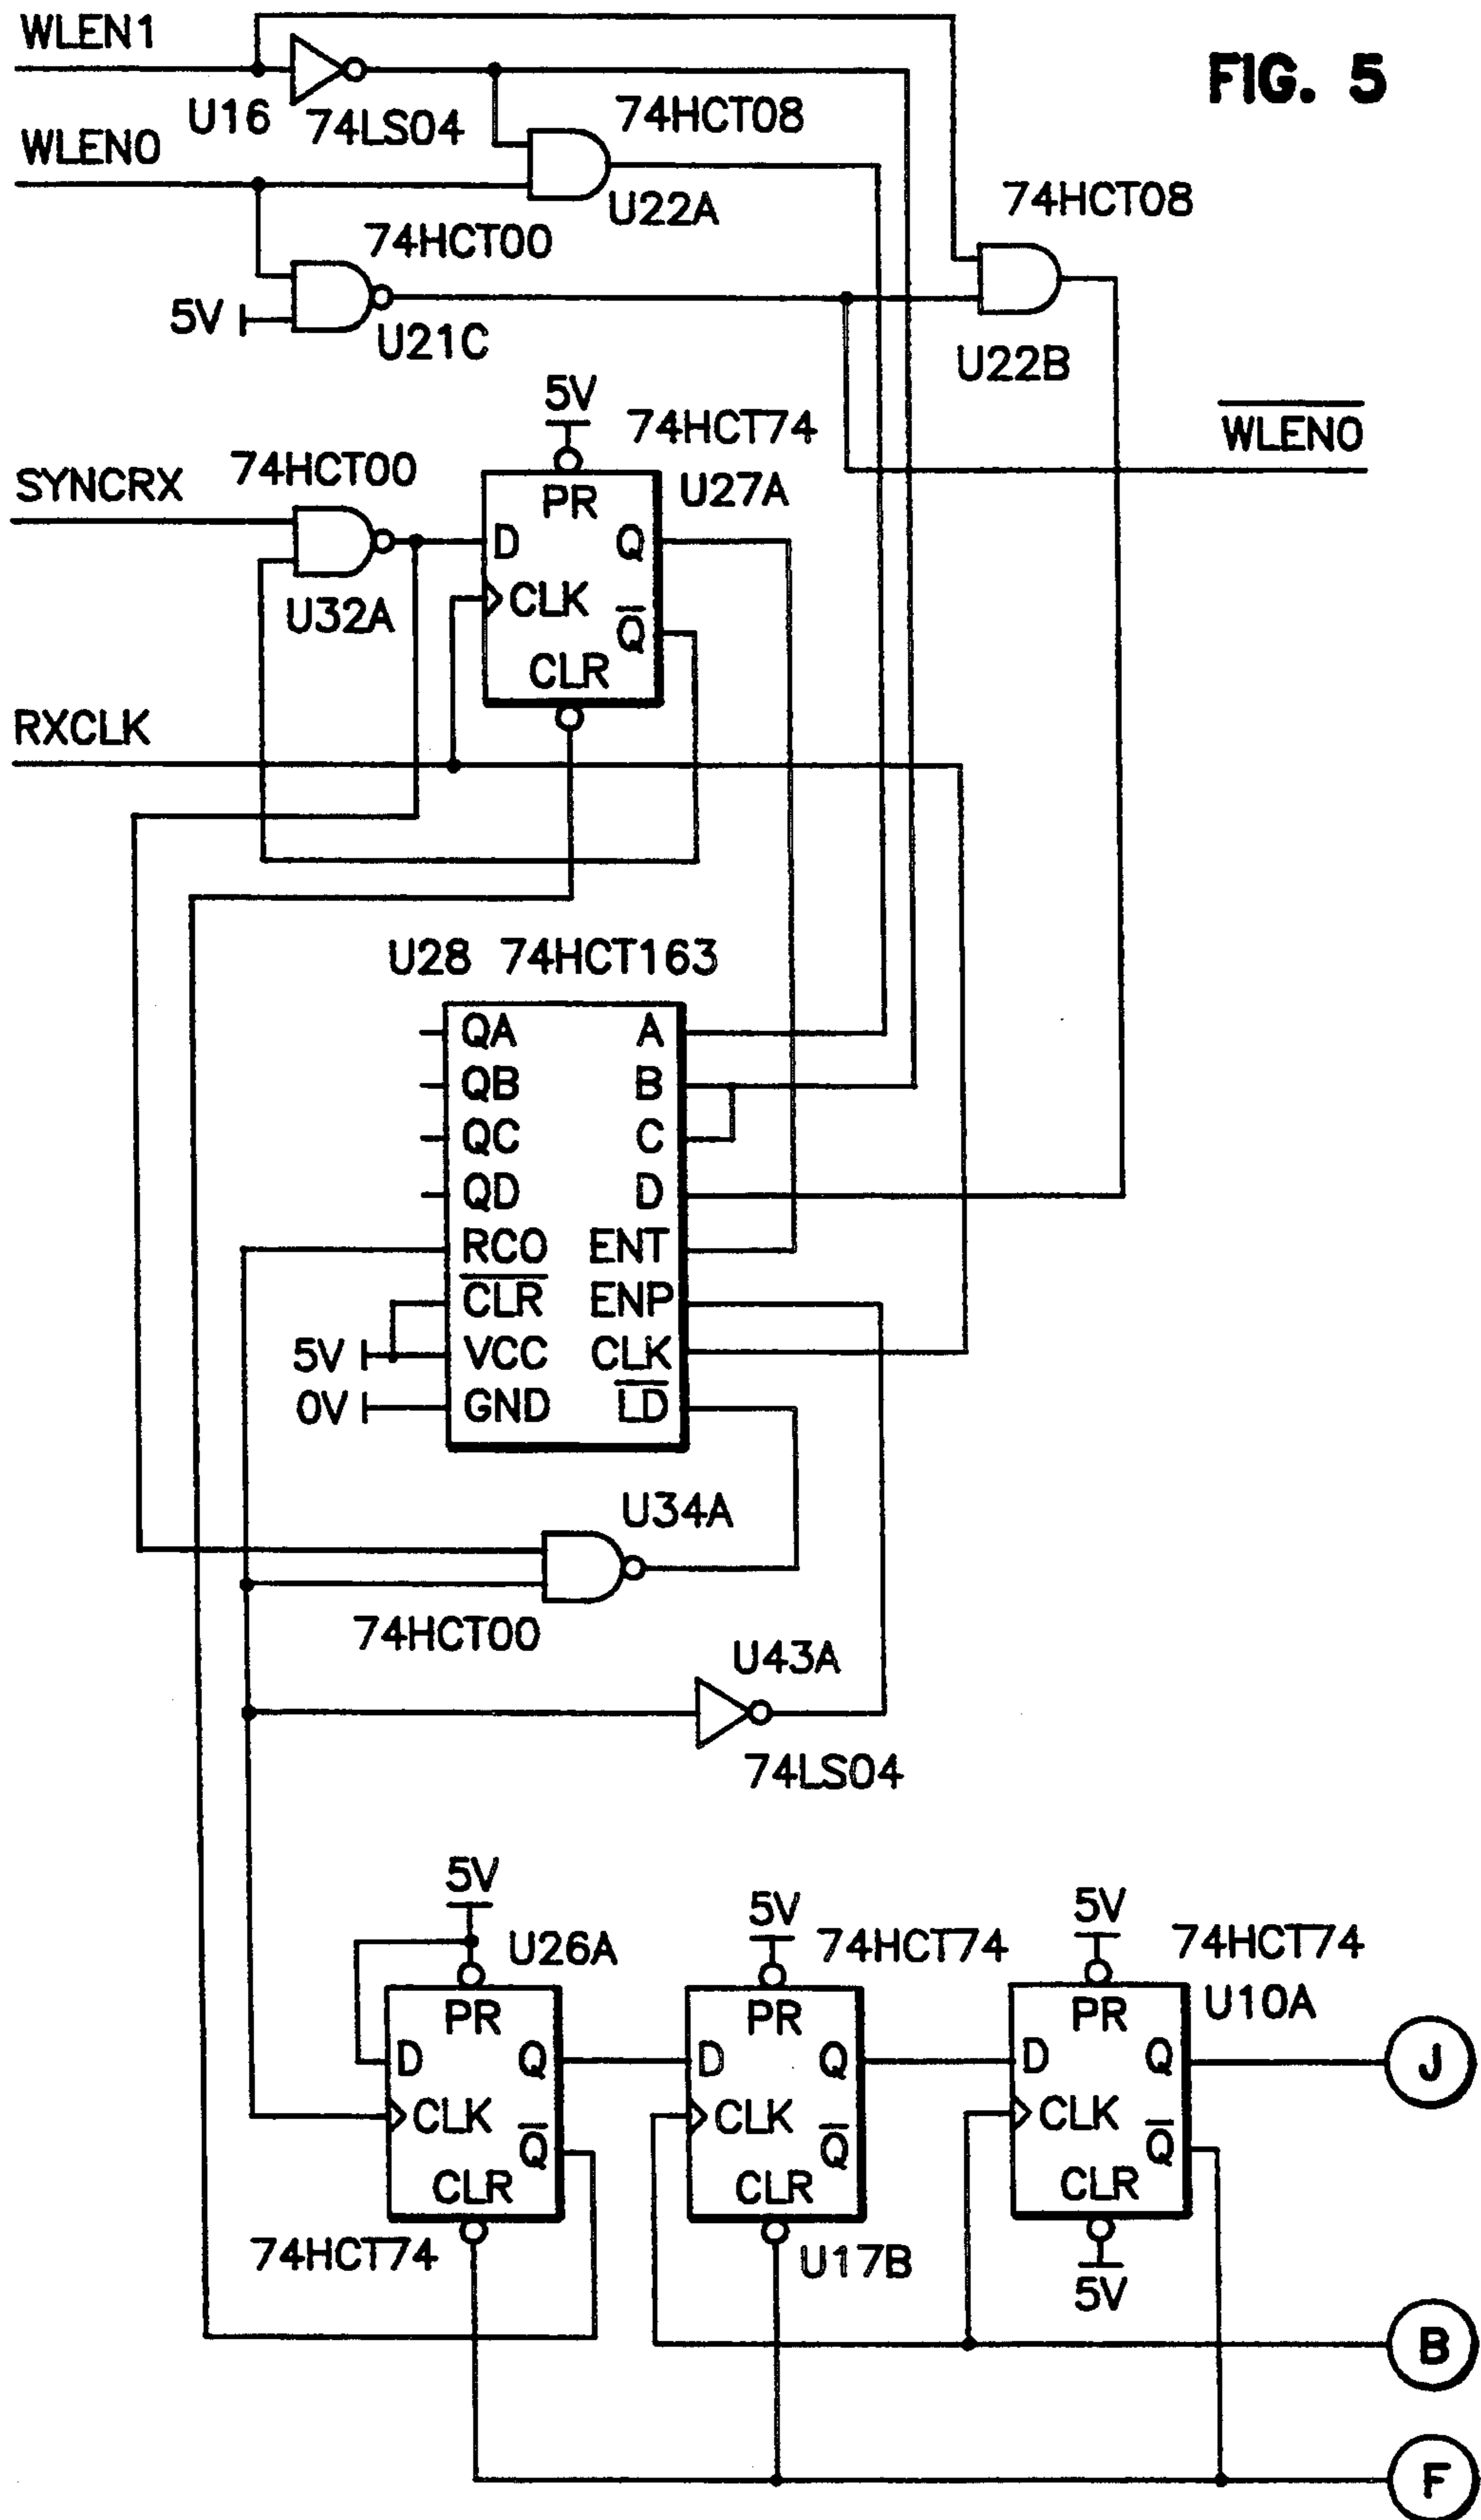 WLEN1
FIG. 5
U16 74LS04
74HCT08
WLEN0
U22A
74HCT08
74HCT00
5V
U21C
U22B
5V
74HCT74
WLEN0
SYNCRX
74HCT00
U27A
PR
D Q
CLK
U32A
Q
CLR
RXCLK
U28 74HCT163
QA A
QB B
QC C
QD D
RCO ENT
CLR ENP
5V VCC CLK
0V GND LD
U34A
74HCT00
U43A
74LS04
5V
5V
5V
U26A
74HCT74
74HCT74
PR
PR
PR
U10A
D Q
D Q
D Q
J
CLK
CLK
CLK
Q
Q
Q
CLR
CLR
CLR
74HCT74
U17B
5V
B
F